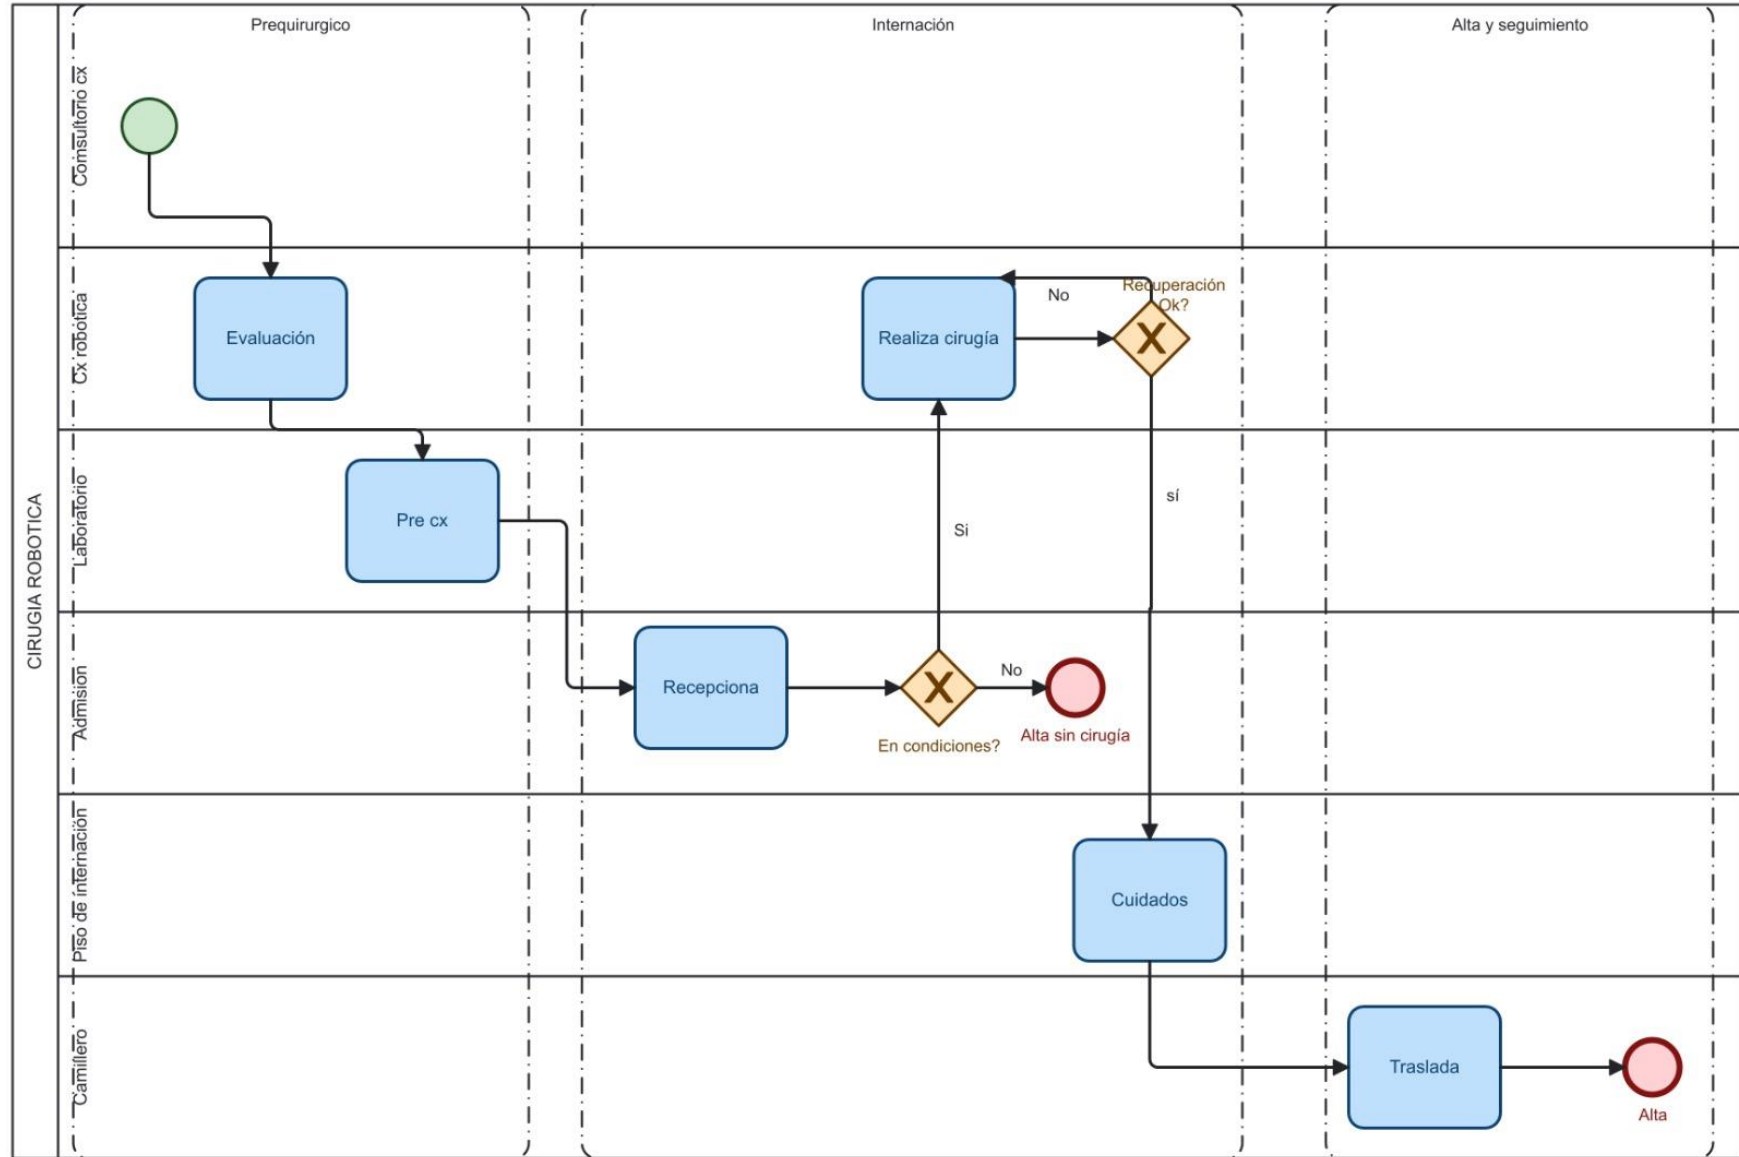 Prequirurgico
Internación
Alta y seguimiento
CIRUGIA ROBOTICA
Comsultorio cx
Cx robótica
Evaluación
Realiza cirugía
No
Recuperación
Ok?
Laboratorio
Pre cx
Si
sí
Admision
Recepciona
En condiciones?
No
Alta sin cirugía
Piso de internación
Cuidados
Camillero
Traslada
Alta